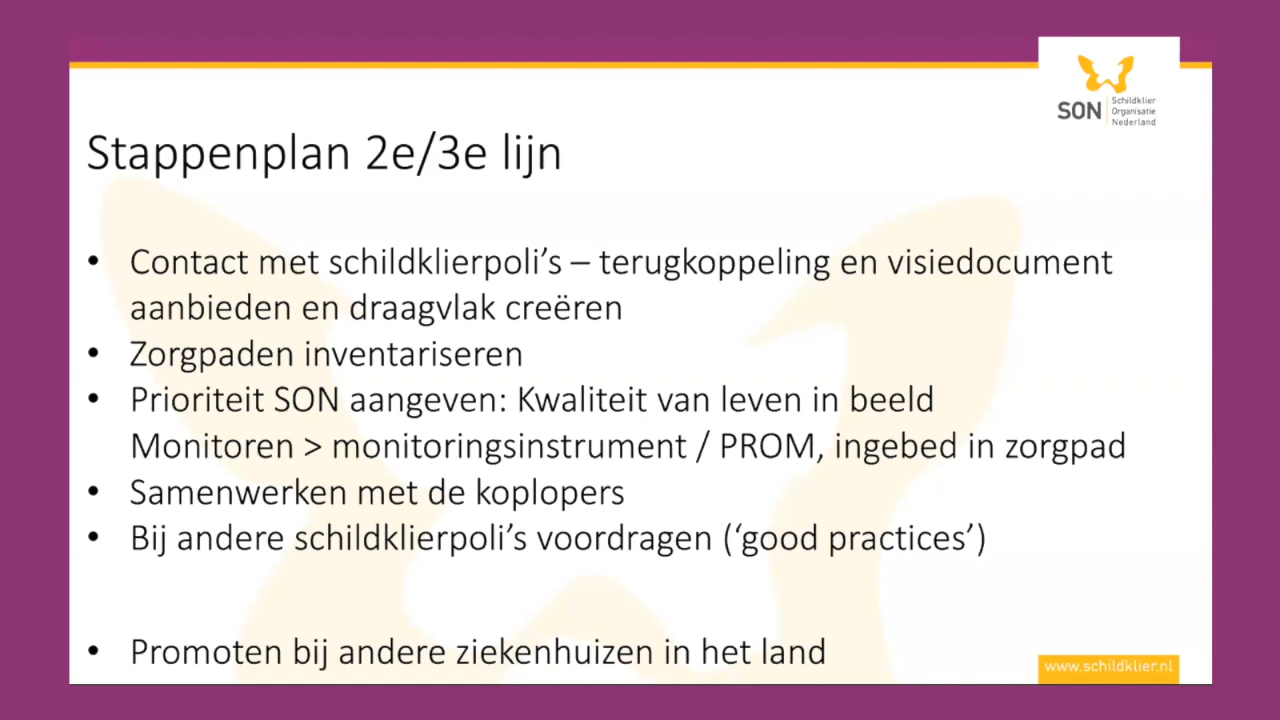 SON
Schildklier
Organisatie
Nederland
Stappenplan 2e/3e lijn
• Contact met schildklierpoli’s – terugkoppeling en visiedocument
aanbieden en draagvlak creëren
• Zorgpaden inventariseren
• Prioriteit SON aangeven: Kwaliteit van leven in beeld
Monitoren > monitoringsinstrument / PROM, ingebed in zorgpad
• Samenwerken met de koplopers
• Bij andere schildklierpoli’s voordragen (‘good practices’)
• Promoten bij andere ziekenhuizen in het land
www.schildklier.nl